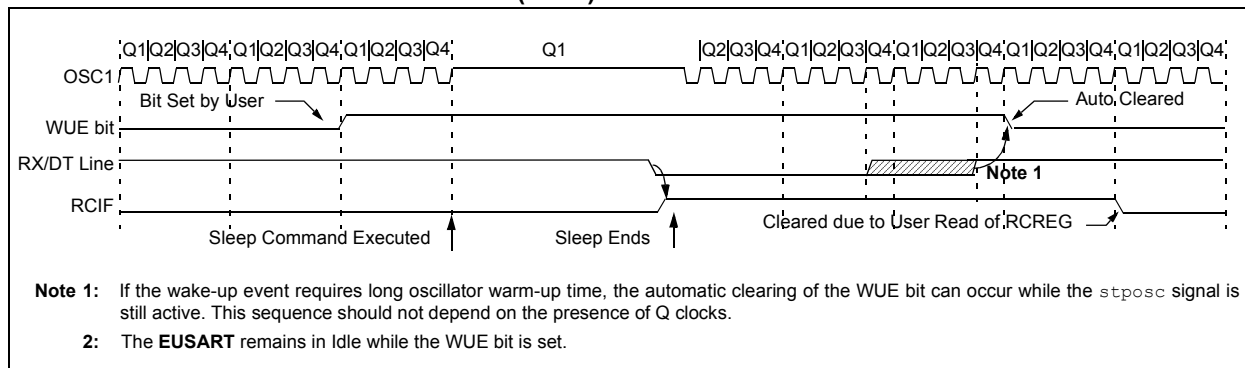 Q1|Q2|Q3|Q4 Q1|Q2|Q3|Q4 Q1|Q2|Q3|Q4 Q1 |Q2|Q3|Q4 Q1|Q2|Q3|Q4 Q1|Q2|Q3|Q4 Q1|Q2|Q3|Q4 Q1|Q2|Q3|Q4
OSC1
Bit Set by User Auto Cleared
WUE bit
RX/DT Line
Note 1
RCIF
Cleared due to User Read of RCREG
Sleep Command Executed Sleep Ends
Note 1: If the wake-up event requires long oscillator warm-up time, the automatic clearing of the WUE bit can occur while the stposc signal is
still active. This sequence should not depend on the presence of Q clocks.
2: The EUSART remains in Idle while the WUE bit is set.